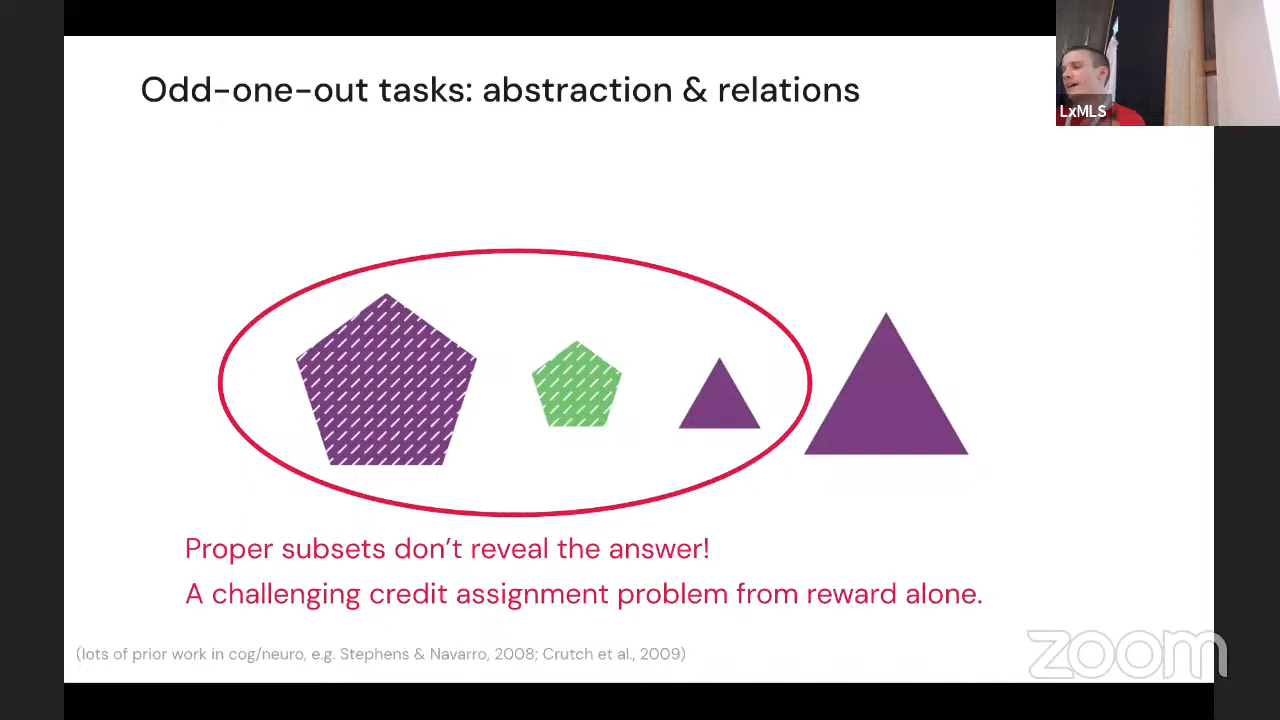 Odd-one-out tasks: abstraction & relations
LxMLS
Proper subsets don't reveal the answer!
A challenging credit assignment problem from reward alone.
(lots of prior work in cog/neuro, e.g. Stephens & Navarro, 2008; Crutch et al., 2009)
zoom